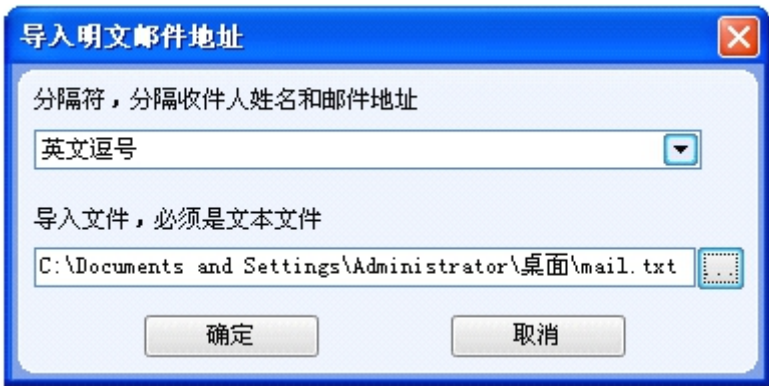 导入明文邮件地址
分隔符，分隔收件人姓名和邮件地址
英文逗号
导入文件，必须是文本文件
C:\Documents and Settings\Administrator\桌面\mail.txt
...
确定
取消